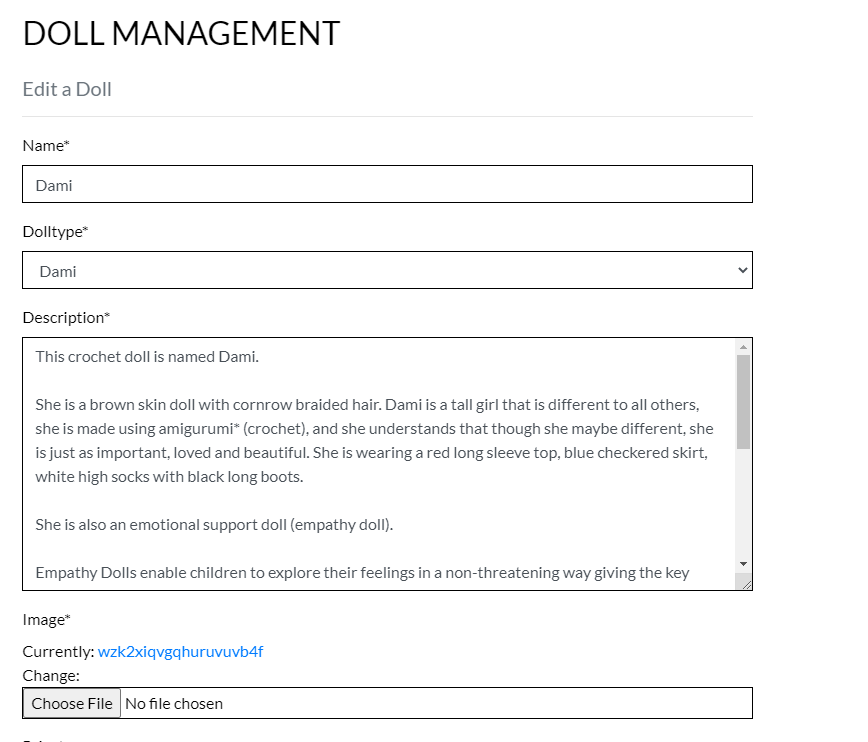 DOLL MANAGEMENT
Edit a Doll
Name*
Dami
Dolltype*
Dami
Description*
This crochet doll is named Dami.
She is a brown skin doll with cornrow braided hair. Dami is a tall girl that is different to all others,
she is made using amigurumi* (crochet), and she understands that though she maybe different, she
is just as important, loved and beautiful. She is wearing a red long sleeve top, blue checkered skirt,
white high socks with black long boots.
She is also an emotional support doll (empathy doll).
Empathy Dolls enable children to explore their feelings in a non-threatening way giving the key
Image*
Currently: wzk2xiqvgqhuruvuvb4f
Change:
Choose File No file chosen